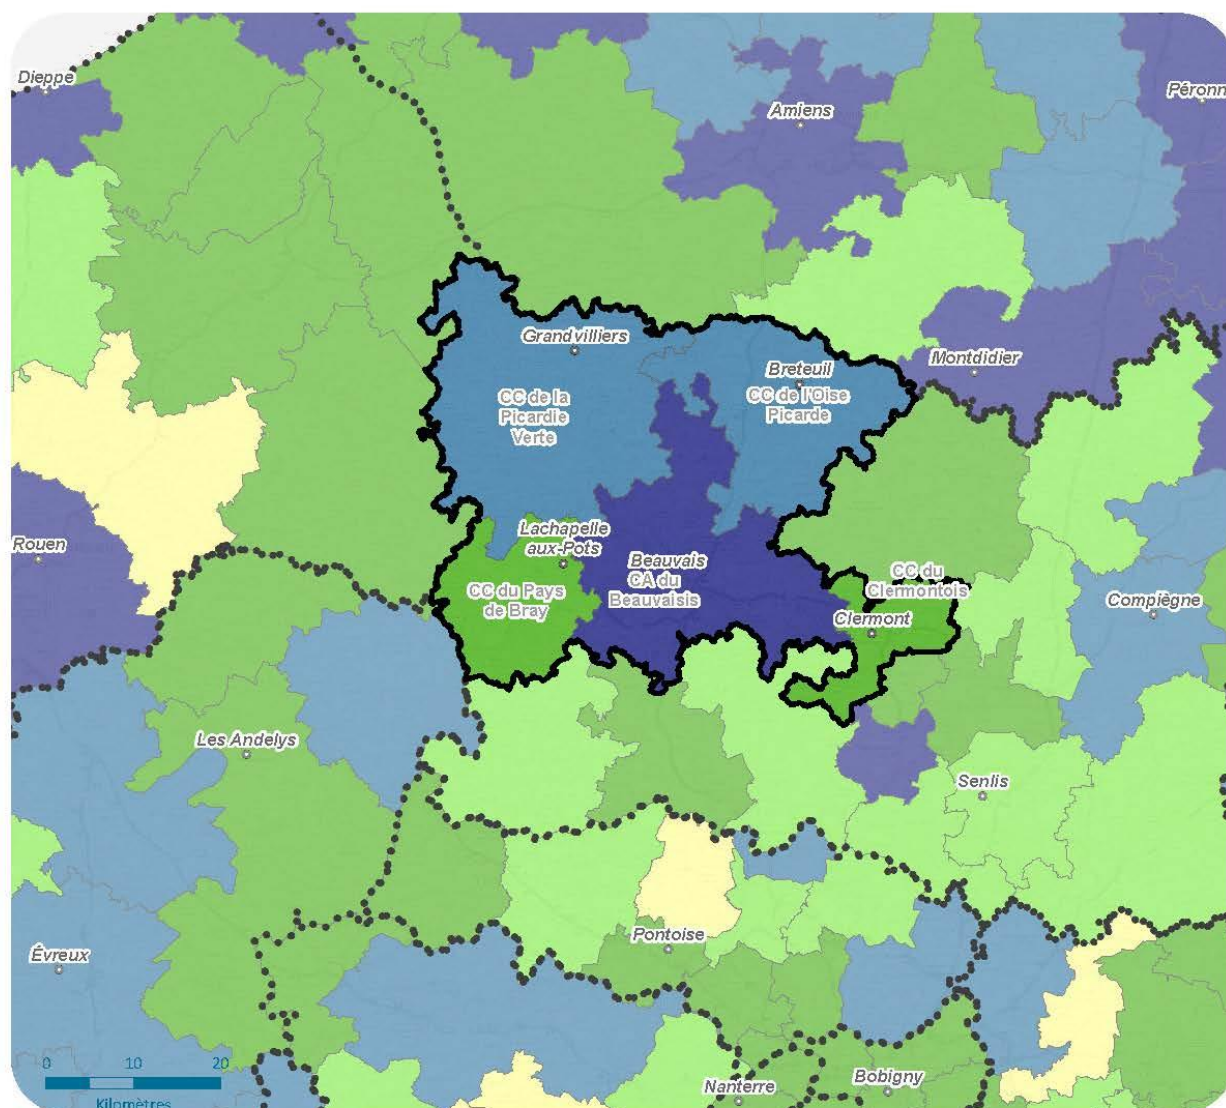 Dieppe
Péronn
Amiens
Grandvilliers
Montdidier
Breteuil
CC de la
Picardie
Verte
CC de l'Oise
Picarde
Rouen
Lachapelle
aux-Pots
Beauvais
CA du
Beauvaisis
CC du Pays
de Bray
CC du
Clermontois
Clermont
Compiègne
Les Andelys
Senlis
Pontoise
Évreux
0 10 20
Kilomètres
Nanterre
Bobigny